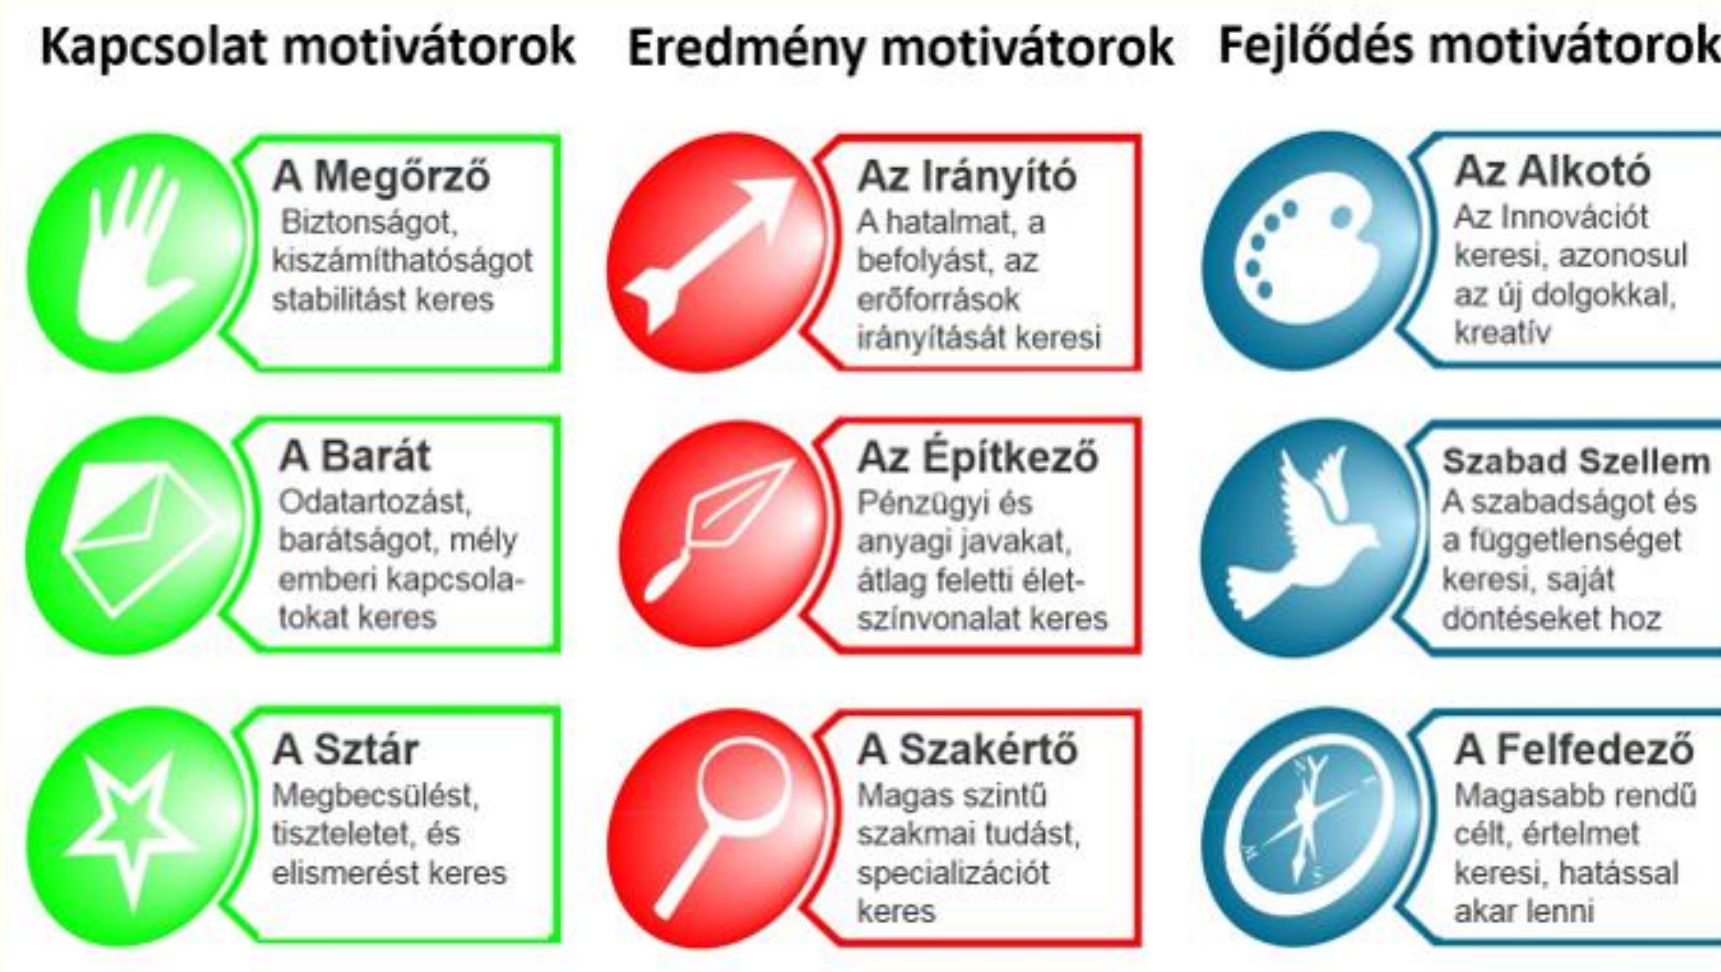 Kapcsolat motivátorok
A Megőrző
Biztonságot,
kiszámíthatóságot
stabilitást keres
A Barát
Odatartozást,
barátságot, mély
emberi kapcsola-
tokat keres
A Sztár
Megbecsülést,
tiszteletet, és
elismerést keres
Eredmény motivátorok
Az Irányító
A hatalmat, a
befolyást, az
erőforrások
irányítását keresi
Az Építkező
Pénzügyi és
anyagi javakat,
átlag feletti élet-
színvonalat keres
A Szakértő
Magas szintű
szakmai tudást,
specializációt
keres
Fejlődés motivátorok
Az Alkotó
Az Innovációt
keresi, azonosul
az új dolgokkal,
kreatív
Szabad Szellem
A szabadságot és
a függetlenséget
keresi, saját
döntéseket hoz
A Felfedező
Magasabb rendű
célt, értelmet
keresi, hatással
akar lenni